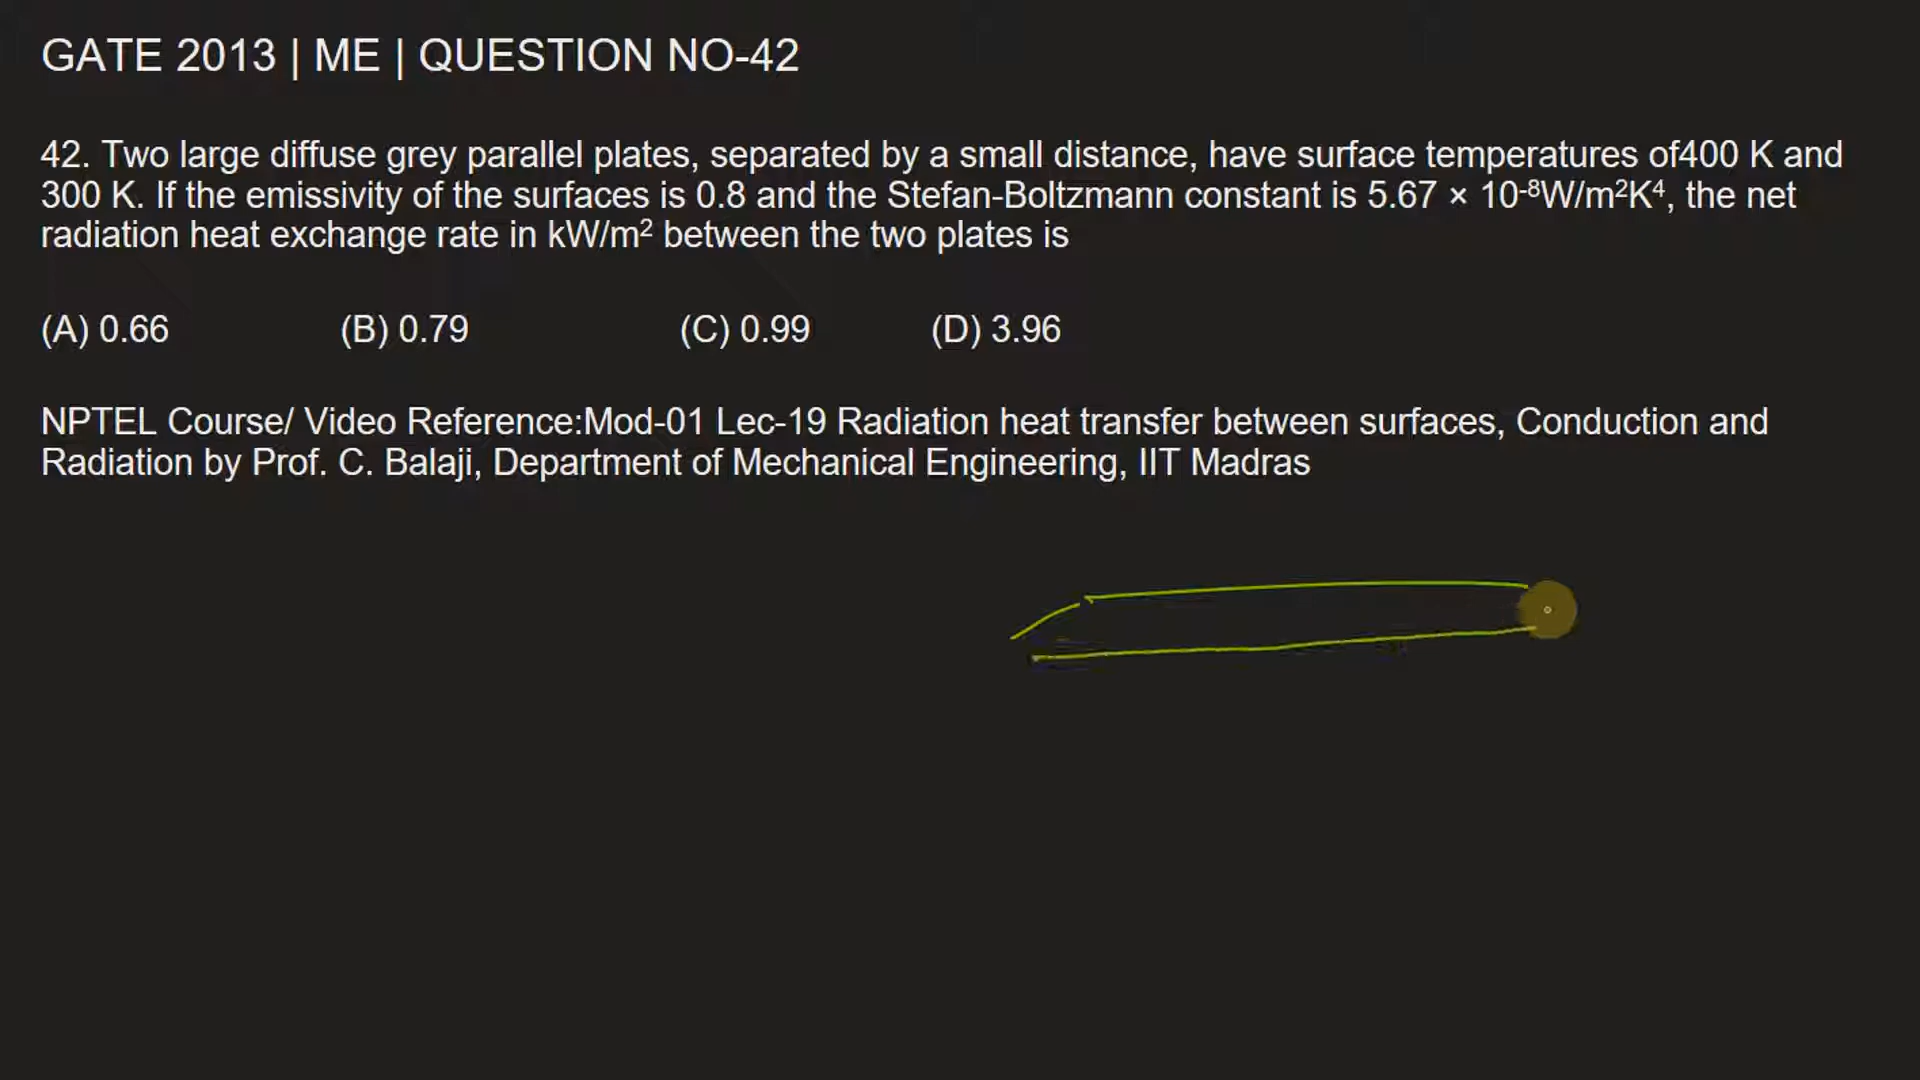 GATE 2013 | ME | QUESTION NO-42
42. Two large diffuse grey parallel plates, separated by a small distance, have surface temperatures of400 K and
300 K. If the emissivity of the surfaces is 0.8 and the Stefan-Boltzmann constant is 5.67 × 10⁻⁸W/m²K⁴, the net
radiation heat exchange rate in kW/m² between the two plates is
(A) 0.66 (B) 0.79 (C) 0.99 (D) 3.96
NPTEL Course/ Video Reference:Mod-01 Lec-19 Radiation heat transfer between surfaces, Conduction and
Radiation by Prof. C. Balaji, Department of Mechanical Engineering, IIT Madras